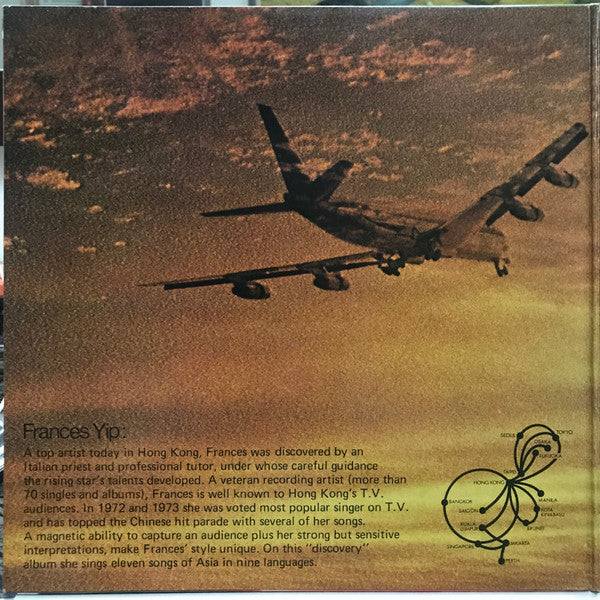 Frances Yip:
A top artist today in Hong Kong, Frances was discovered by an
Italian priest and professional tutor, under whose careful guidance
the rising star's talents developed. A veteran recording artist (more than
70 singles and albums), Frances is well known to Hong Kong's T.V.
audiences. In 1972 and 1973 she was voted most popular singer on T.V.
and has topped the Chinese hit parade with several of her songs.
A magnetic ability to capture an audience plus her strong but sensitive
interpretations, make Frances' style unique. On this "discovery"
album she sings eleven songs of Asia in nine languages.
SEOUL
TOKYO
OSAKA
FUKUOKA
TAIPEI
HONG KONG
BANGKOK
MANILA
SAIGON
KOTA
KINABALU
KUALA
LUMPUR
BRUNEI
SINGAPORE
JAKARTA
PERTH